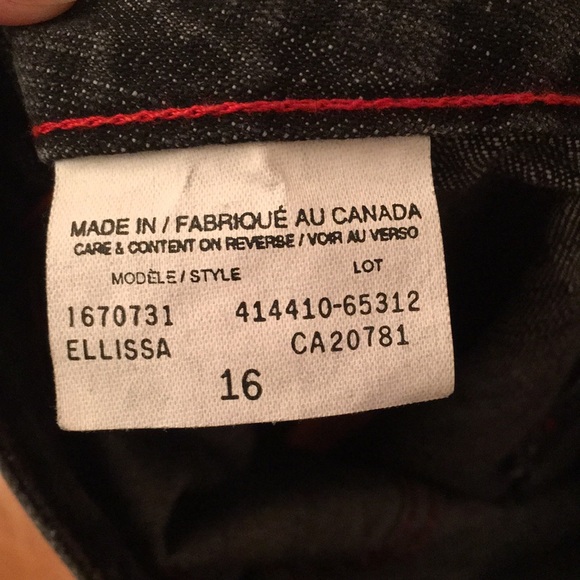 MADE IN / FABRIQUÉ AU CANADA
CARE & CONTENT ON REVERSE / VOIR AU VERSO
MODÈLE / STYLE LOT
1670731 414410-65312
ELLISSA CA20781
16